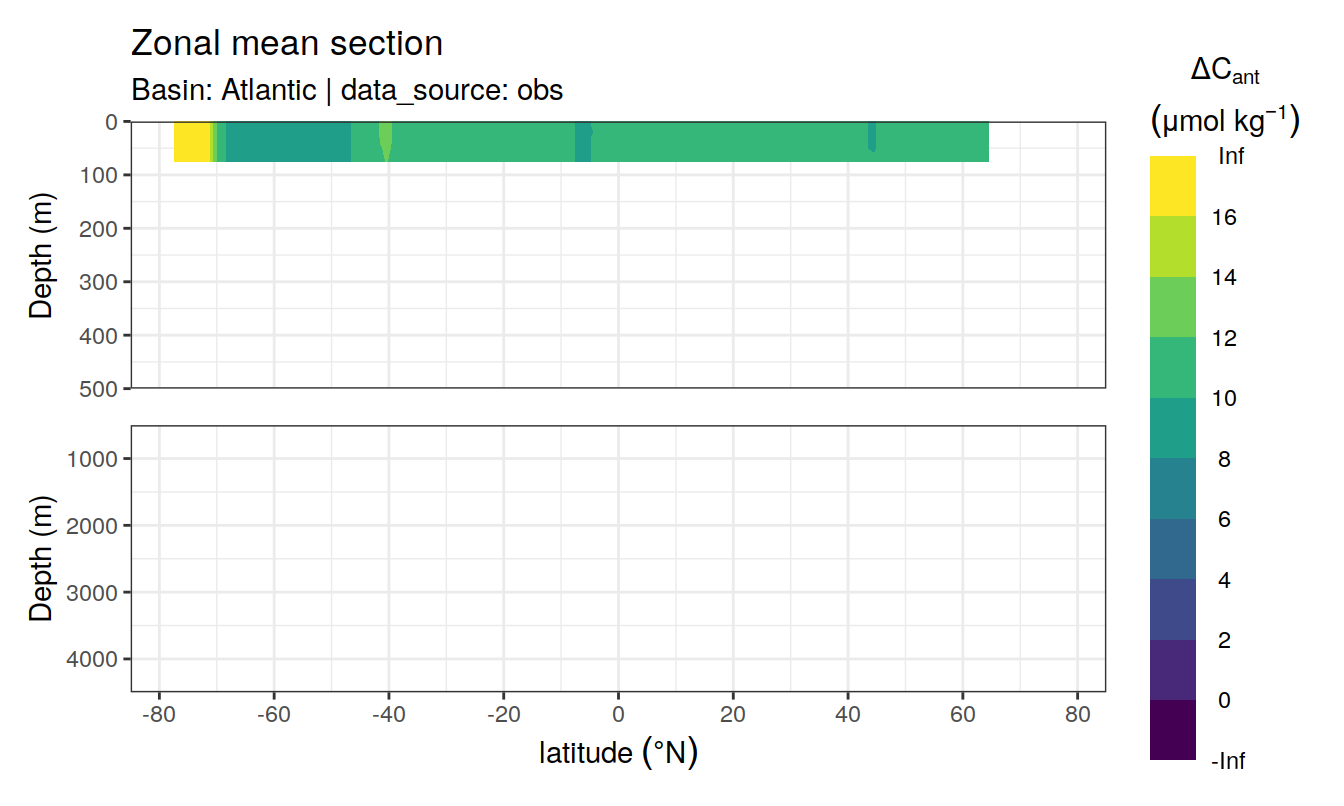 Zonal mean section
Basin: Atlantic | data_source: obs
Depth (m)
0
100
200
300
400
500
Depth (m)
1000
2000
3000
4000
-80 -60 -40 -20 0 20 40 60 80
latitude (°N)
ΔCant
(μmol kg⁻¹)
Inf
16
14
12
10
8
6
4
2
0
-Inf